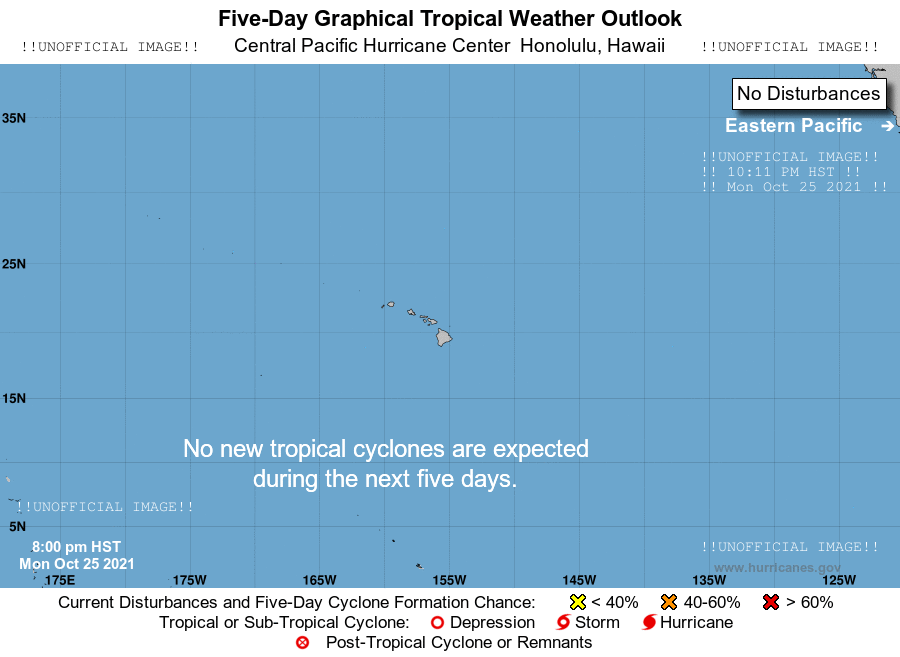 Five-Day Graphical Tropical Weather Outlook
!!UNOFFICIAL IMAGE!! Central Pacific Hurricane Center Honolulu, Hawaii !!UNOFFICIAL IMAGE!!
No Disturbances
35N
Eastern Pacific
!!UNOFFICIAL IMAGE!!
!! 10:11 PM HST !!
!! Mon Oct 25 2021 !!
25N
15N
No new tropical cyclones are expected
during the next five days.
!!UNOFFICIAL IMAGE!!
5N
8:00 pm HST
Mon Oct 25 2021
!!UNOFFICIAL IMAGE!!
www.hurricanes.gov
175E 175W 165W 155W 145W 135W 125W
Current Disturbances and Five-Day Cyclone Formation Chance: < 40% 40-60% > 60%
Tropical or Sub-Tropical Cyclone: Depression Storm Hurricane
Post-Tropical Cyclone or Remnants